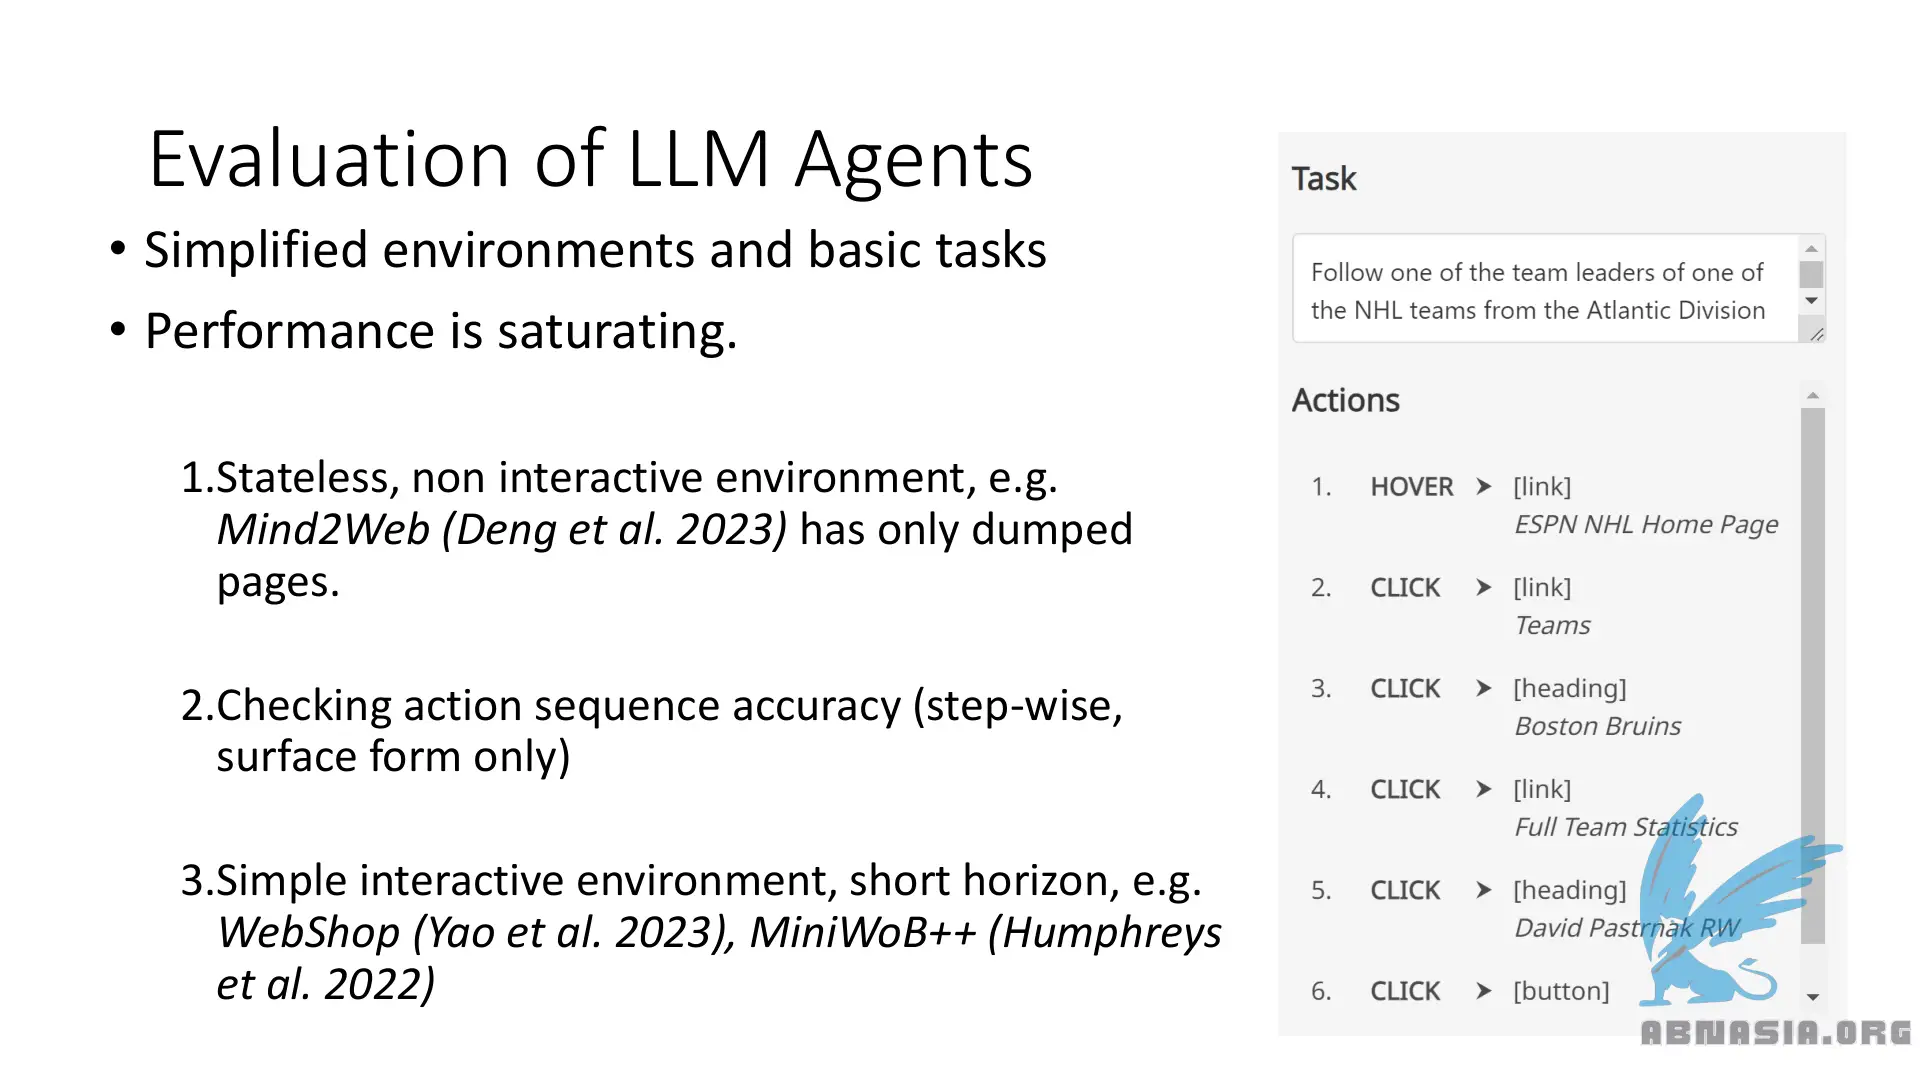 Evaluation of LLM Agents
• Simplified environments and basic tasks
• Performance is saturating.
1.Stateless, non interactive environment, e.g.
Mind2Web (Deng et al. 2023) has only dumped
pages.
2.Checking action sequence accuracy (step-wise,
surface form only)
3.Simple interactive environment, short horizon, e.g.
WebShop (Yao et al. 2023), MiniWoB++ (Humphreys
et al. 2022)
Task
Follow one of the team leaders of one of
the NHL teams from the Atlantic Division
Actions
1. HOVER ➤ [link]
ESPN NHL Home Page
2. CLICK ➤ [link]
Teams
3. CLICK ➤ [heading]
Boston Bruins
4. CLICK ➤ [link]
Full Team Statistics
5. CLICK ➤ [heading]
David Pastrnak RW
6. CLICK ➤ [button]
ABNASIA.ORG